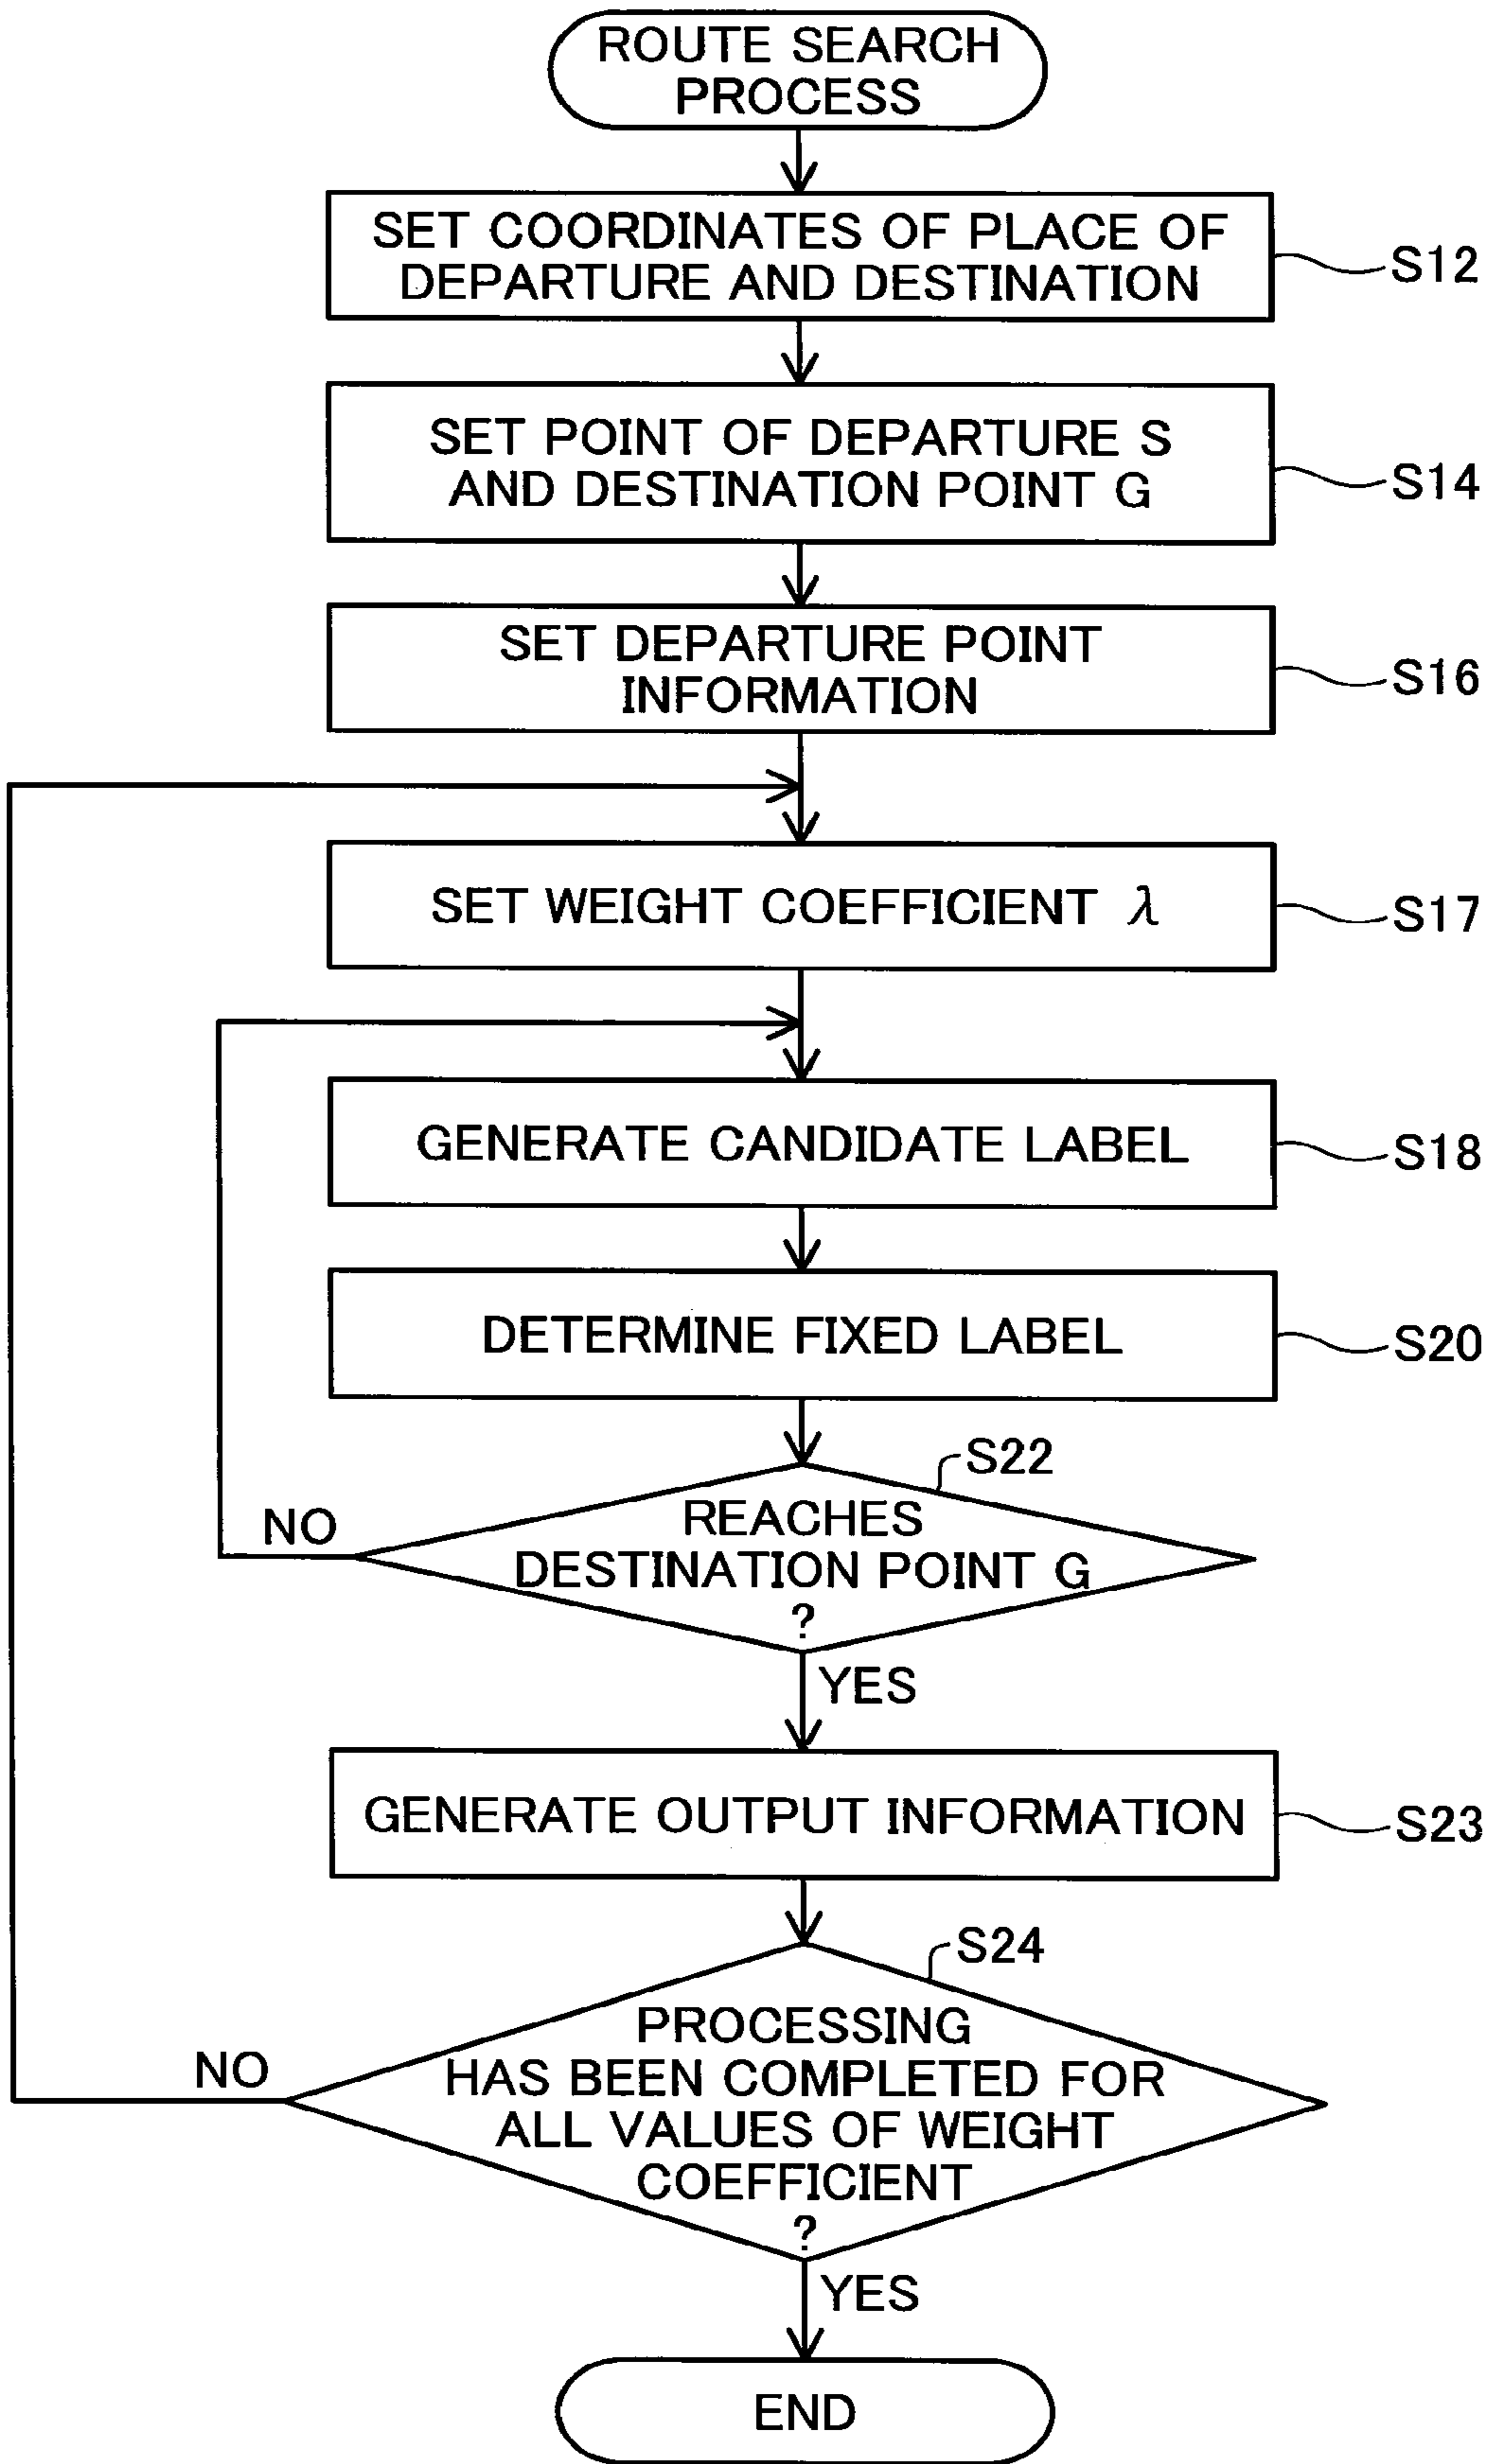 ROUTE SEARCH
PROCESS
SET COORDINATES OF PLACE OF
DEPARTURE AND DESTINATION
S12
SET POINT OF DEPARTURE S
AND DESTINATION POINT G
S14
SET DEPARTURE POINT
INFORMATION
S16
SET WEIGHT COEFFICIENT λ
S17
GENERATE CANDIDATE LABEL
S18
DETERMINE FIXED LABEL
S20
S22
NO
REACHES
DESTINATION POINT G
?
YES
GENERATE OUTPUT INFORMATION
S23
S24
NO
PROCESSING
HAS BEEN COMPLETED FOR
ALL VALUES OF WEIGHT
COEFFICIENT
?
YES
END